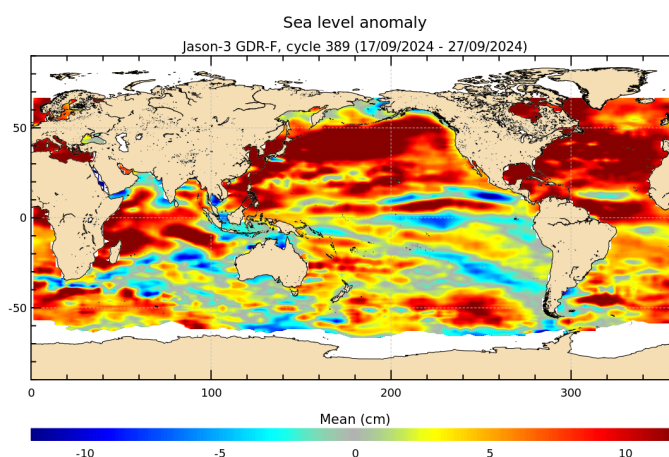 Sea level anomaly
Jason-3 GDR-F, cycle 389 (17/09/2024 - 27/09/2024)
50
0
-50
0 100 200 300
Mean (cm)
-10 -5 0 5 10